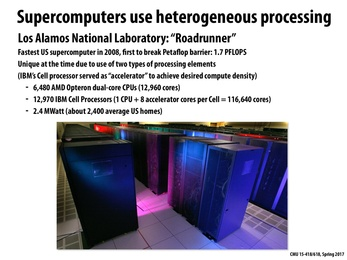 Supercomputers use heterogeneous processing
Los Alamos National Laboratory: “Roadrunner”
Fastest US supercomputer in 2008, first to break Petaflop barrier: 1.7 PFLOPS
Unique at the time due to use of two types of processing elements
(IBM's Cell processor served as “accelerator” to achieve desired compute density)
- 6,480 AMD Opteron dual-core CPUs (12,960 cores)
- 12,970 IBM Cell Processors (1 CPU + 8 accelerator cores per Cell = 116,640 cores)
- 2.4 MWatt (about 2,400 average US homes)
CMU 15-418/618, Spring 2017